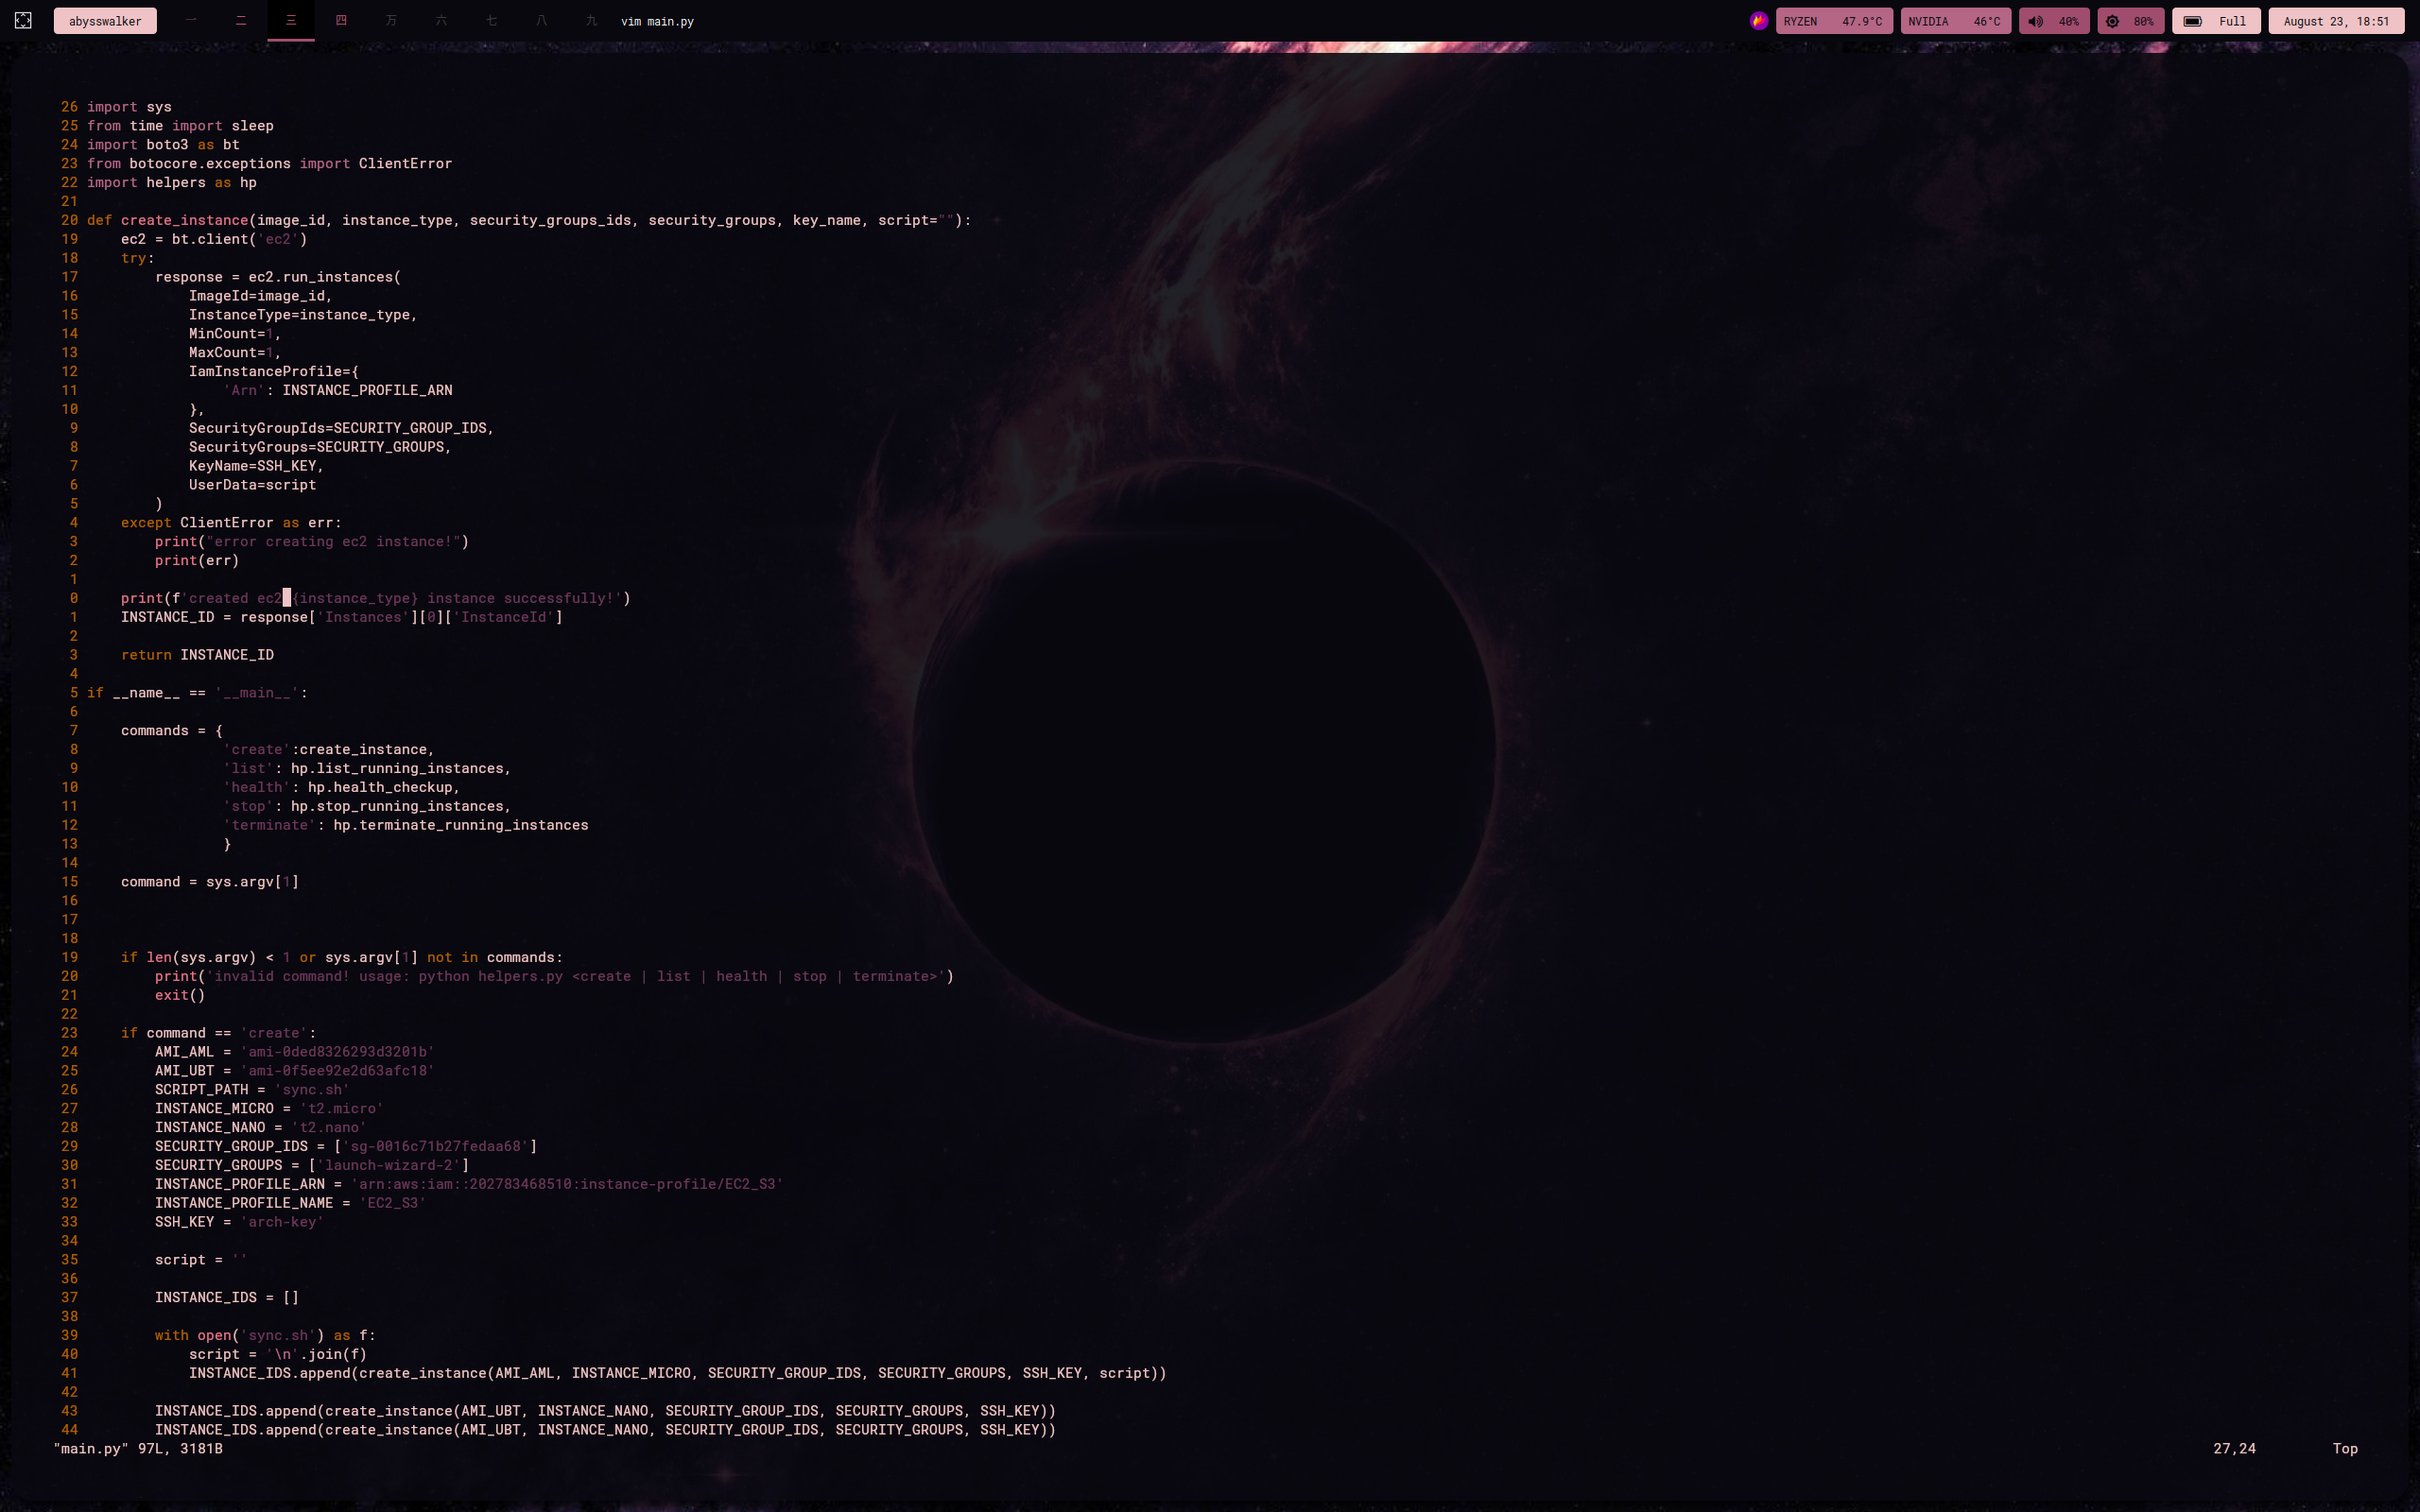 abysswalker 一 二 三 四 万 六 七 八 九 vim main.py RYZEN 47.9°C NVIDIA 46°C 40% 80% Full August 23, 18:51
26 import sys
25 from time import sleep
24 import boto3 as bt
23 from botocore.exceptions import ClientError
22 import helpers as hp
21
20 def create_instance(image_id, instance_type, security_groups_ids, security_groups, key_name, script=""):
19     ec2 = bt.client('ec2')
18     try:
17         response = ec2.run_instances(
16             ImageId=image_id,
15             InstanceType=instance_type,
14             MinCount=1,
13             MaxCount=1,
12             IamInstanceProfile={
11                 'Arn': INSTANCE_PROFILE_ARN
10             },
9             SecurityGroupIds=SECURITY_GROUP_IDS,
8             SecurityGroups=SECURITY_GROUPS,
7             KeyName=SSH_KEY,
6             UserData=script
5         )
4     except ClientError as err:
3         print("error creating ec2 instance!")
2         print(err)
1
0     print(f'created ec2 {instance_type} instance successfully!')
1     INSTANCE_ID = response['Instances'][0]['InstanceId']
2
3     return INSTANCE_ID
4
5 if __name__ == '__main__':
6
7     commands = {
8                 'create':create_instance,
9                 'list': hp.list_running_instances,
10                 'health': hp.health_checkup,
11                 'stop': hp.stop_running_instances,
12                 'terminate': hp.terminate_running_instances
13                 }
14
15     command = sys.argv[1]
16
17
18
19     if len(sys.argv) < 1 or sys.argv[1] not in commands:
20         print('invalid command! usage: python helpers.py <create | list | health | stop | terminate>')
21         exit()
22
23     if command == 'create':
24         AMI_AML = 'ami-0ded8326293d3201b'
25         AMI_UBT = 'ami-0f5ee92e2d63afc18'
26         SCRIPT_PATH = 'sync.sh'
27         INSTANCE_MICRO = 't2.micro'
28         INSTANCE_NANO = 't2.nano'
29         SECURITY_GROUP_IDS = ['sg-0016c71b27fedaa68']
30         SECURITY_GROUPS = ['launch-wizard-2']
31         INSTANCE_PROFILE_ARN = 'arn:aws:iam::202783468510:instance-profile/EC2_S3'
32         INSTANCE_PROFILE_NAME = 'EC2_S3'
33         SSH_KEY = 'arch-key'
34
35         script = ''
36
37         INSTANCE_IDS = []
38
39         with open('sync.sh') as f:
40             script = '\n'.join(f)
41             INSTANCE_IDS.append(create_instance(AMI_AML, INSTANCE_MICRO, SECURITY_GROUP_IDS, SECURITY_GROUPS, SSH_KEY, script))
42
43         INSTANCE_IDS.append(create_instance(AMI_UBT, INSTANCE_NANO, SECURITY_GROUP_IDS, SECURITY_GROUPS, SSH_KEY))
44         INSTANCE_IDS.append(create_instance(AMI_UBT, INSTANCE_NANO, SECURITY_GROUP_IDS, SECURITY_GROUPS, SSH_KEY))
"main.py" 97L, 3181B 27,24 Top